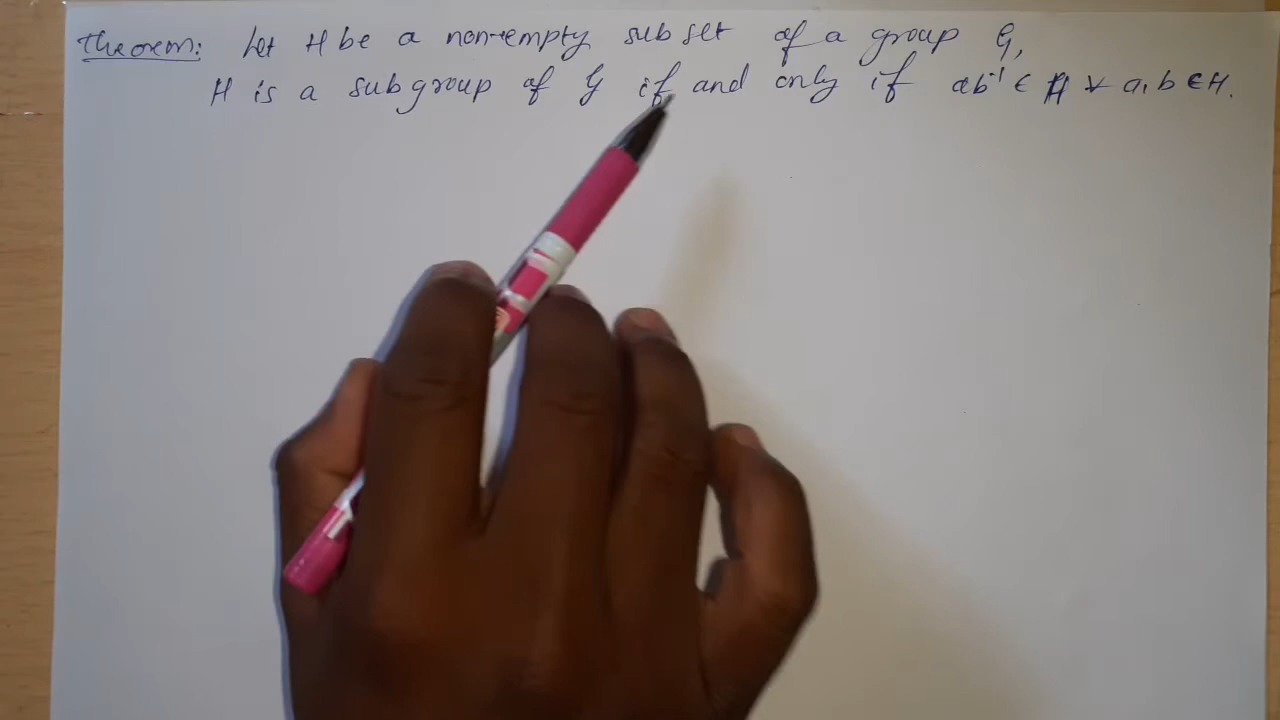 Theorem: Let H be a non-empty subset of a group G,
H is a subgroup of G if and only if ab⁻¹ ∈ H ∀ a, b ∈ H.